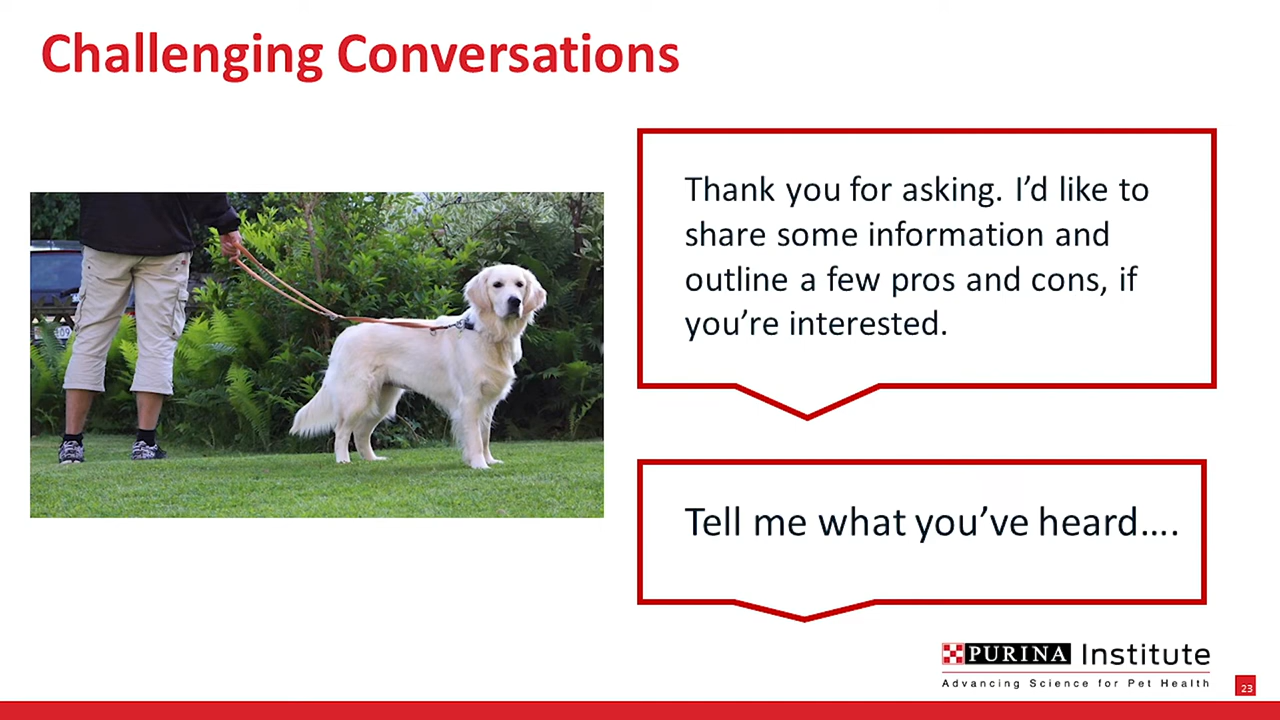 Challenging Conversations
Thank you for asking. I’d like to
share some information and
outline a few pros and cons, if
you’re interested.
Tell me what you’ve heard....
PURINA Institute
Advancing Science for Pet Health
23